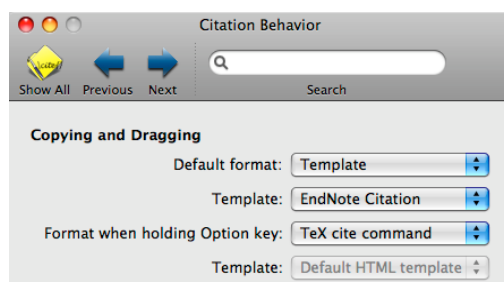 Citation Behavior
Show All Previous Next Search
Copying and Dragging
Default format: Template
Template: EndNote Citation
Format when holding Option key: TeX cite command
Template: Default HTML template